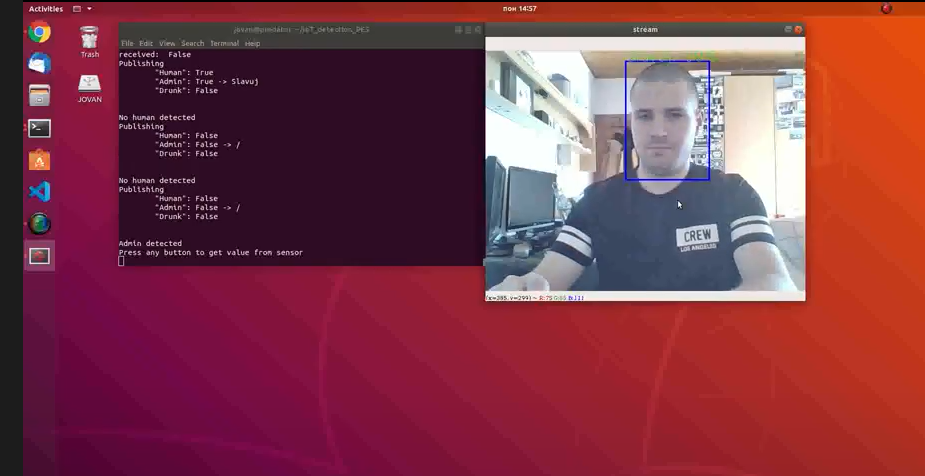 Activities
пон 14:57
Trash
JOVAN
jovan@predator: ~/IoT_detection_PES
File Edit View Search Terminal Help
received: False
Publishing
"Human": True
"Admin": True -> Slavuj
"Drunk": False
No human detected
Publishing
"Human": False
"Admin": False -> /
"Drunk": False
No human detected
Publishing
"Human": False
"Admin": False -> /
"Drunk": False
Admin detected
Press any button to get value from sensor
stream
CREW
LOS ANGELES
(x=385, y=299) ~ R:75